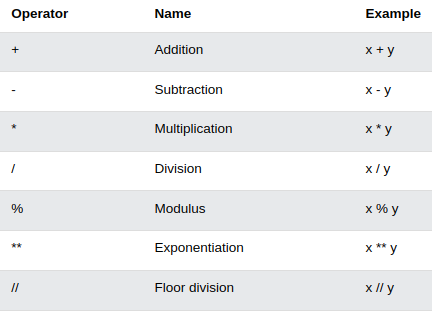 Operator Name Example
+ Addition x + y
- Subtraction x - y
* Multiplication x * y
/ Division x / y
% Modulus x % y
** Exponentiation x ** y
// Floor division x // y